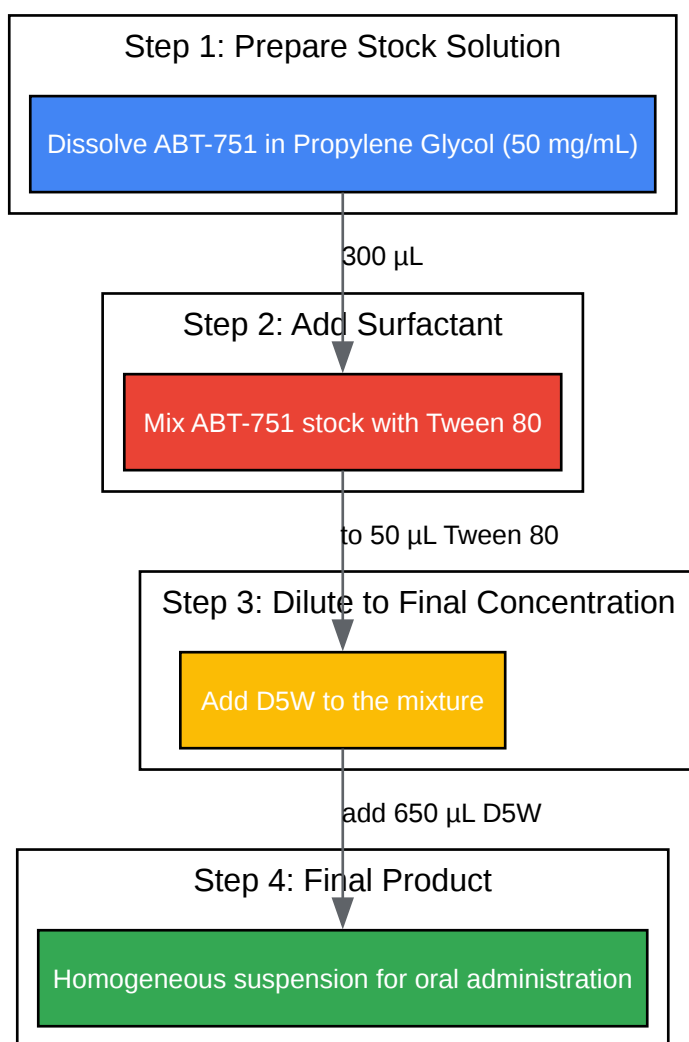 Step 1: Prepare Stock Solution
Dissolve ABT-751 in Propylene Glycol (50 mg/mL)
300 µL
Step 2: Add Surfactant
Mix ABT-751 stock with Tween 80
to 50 µL Tween 80
Step 3: Dilute to Final Concentration
Add D5W to the mixture
add 650 µL D5W
Step 4: Final Product
Homogeneous suspension for oral administration